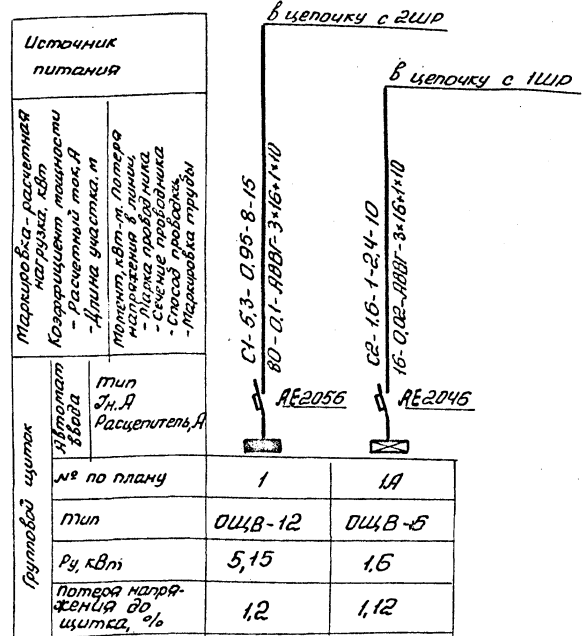 в цепочку с 2ШР
Источник
питания
в цепочку с 1ШР
Маркировка-расчетная
нагрузка, кВт
Коэффициент мощности
- Расчетный ток, А
- Длина участка, м
Момент, кВт-м. Потеря
напряжения в линии,
- Марка проводника
- Сечение проводника
- Способ проводки,
- Маркировка трубы
С1-5,3-0,95-8-15
80-0,1-АВВГ-3×16+1×10
С2-1,6-1-2,4-10
16-0,02-АВВГ-3×16+1×10
Групповой щиток
Автомат
ввода
Тип
Iн.А
Расцепитель, А
АЕ2056
АЕ2046
№ по плану
1
1А
Тип
ОЩВ-12
ОЩВ-6
Ру, кВт
5,15
1,6
Потеря напря-
жения до
щитка, %
1,2
1,12